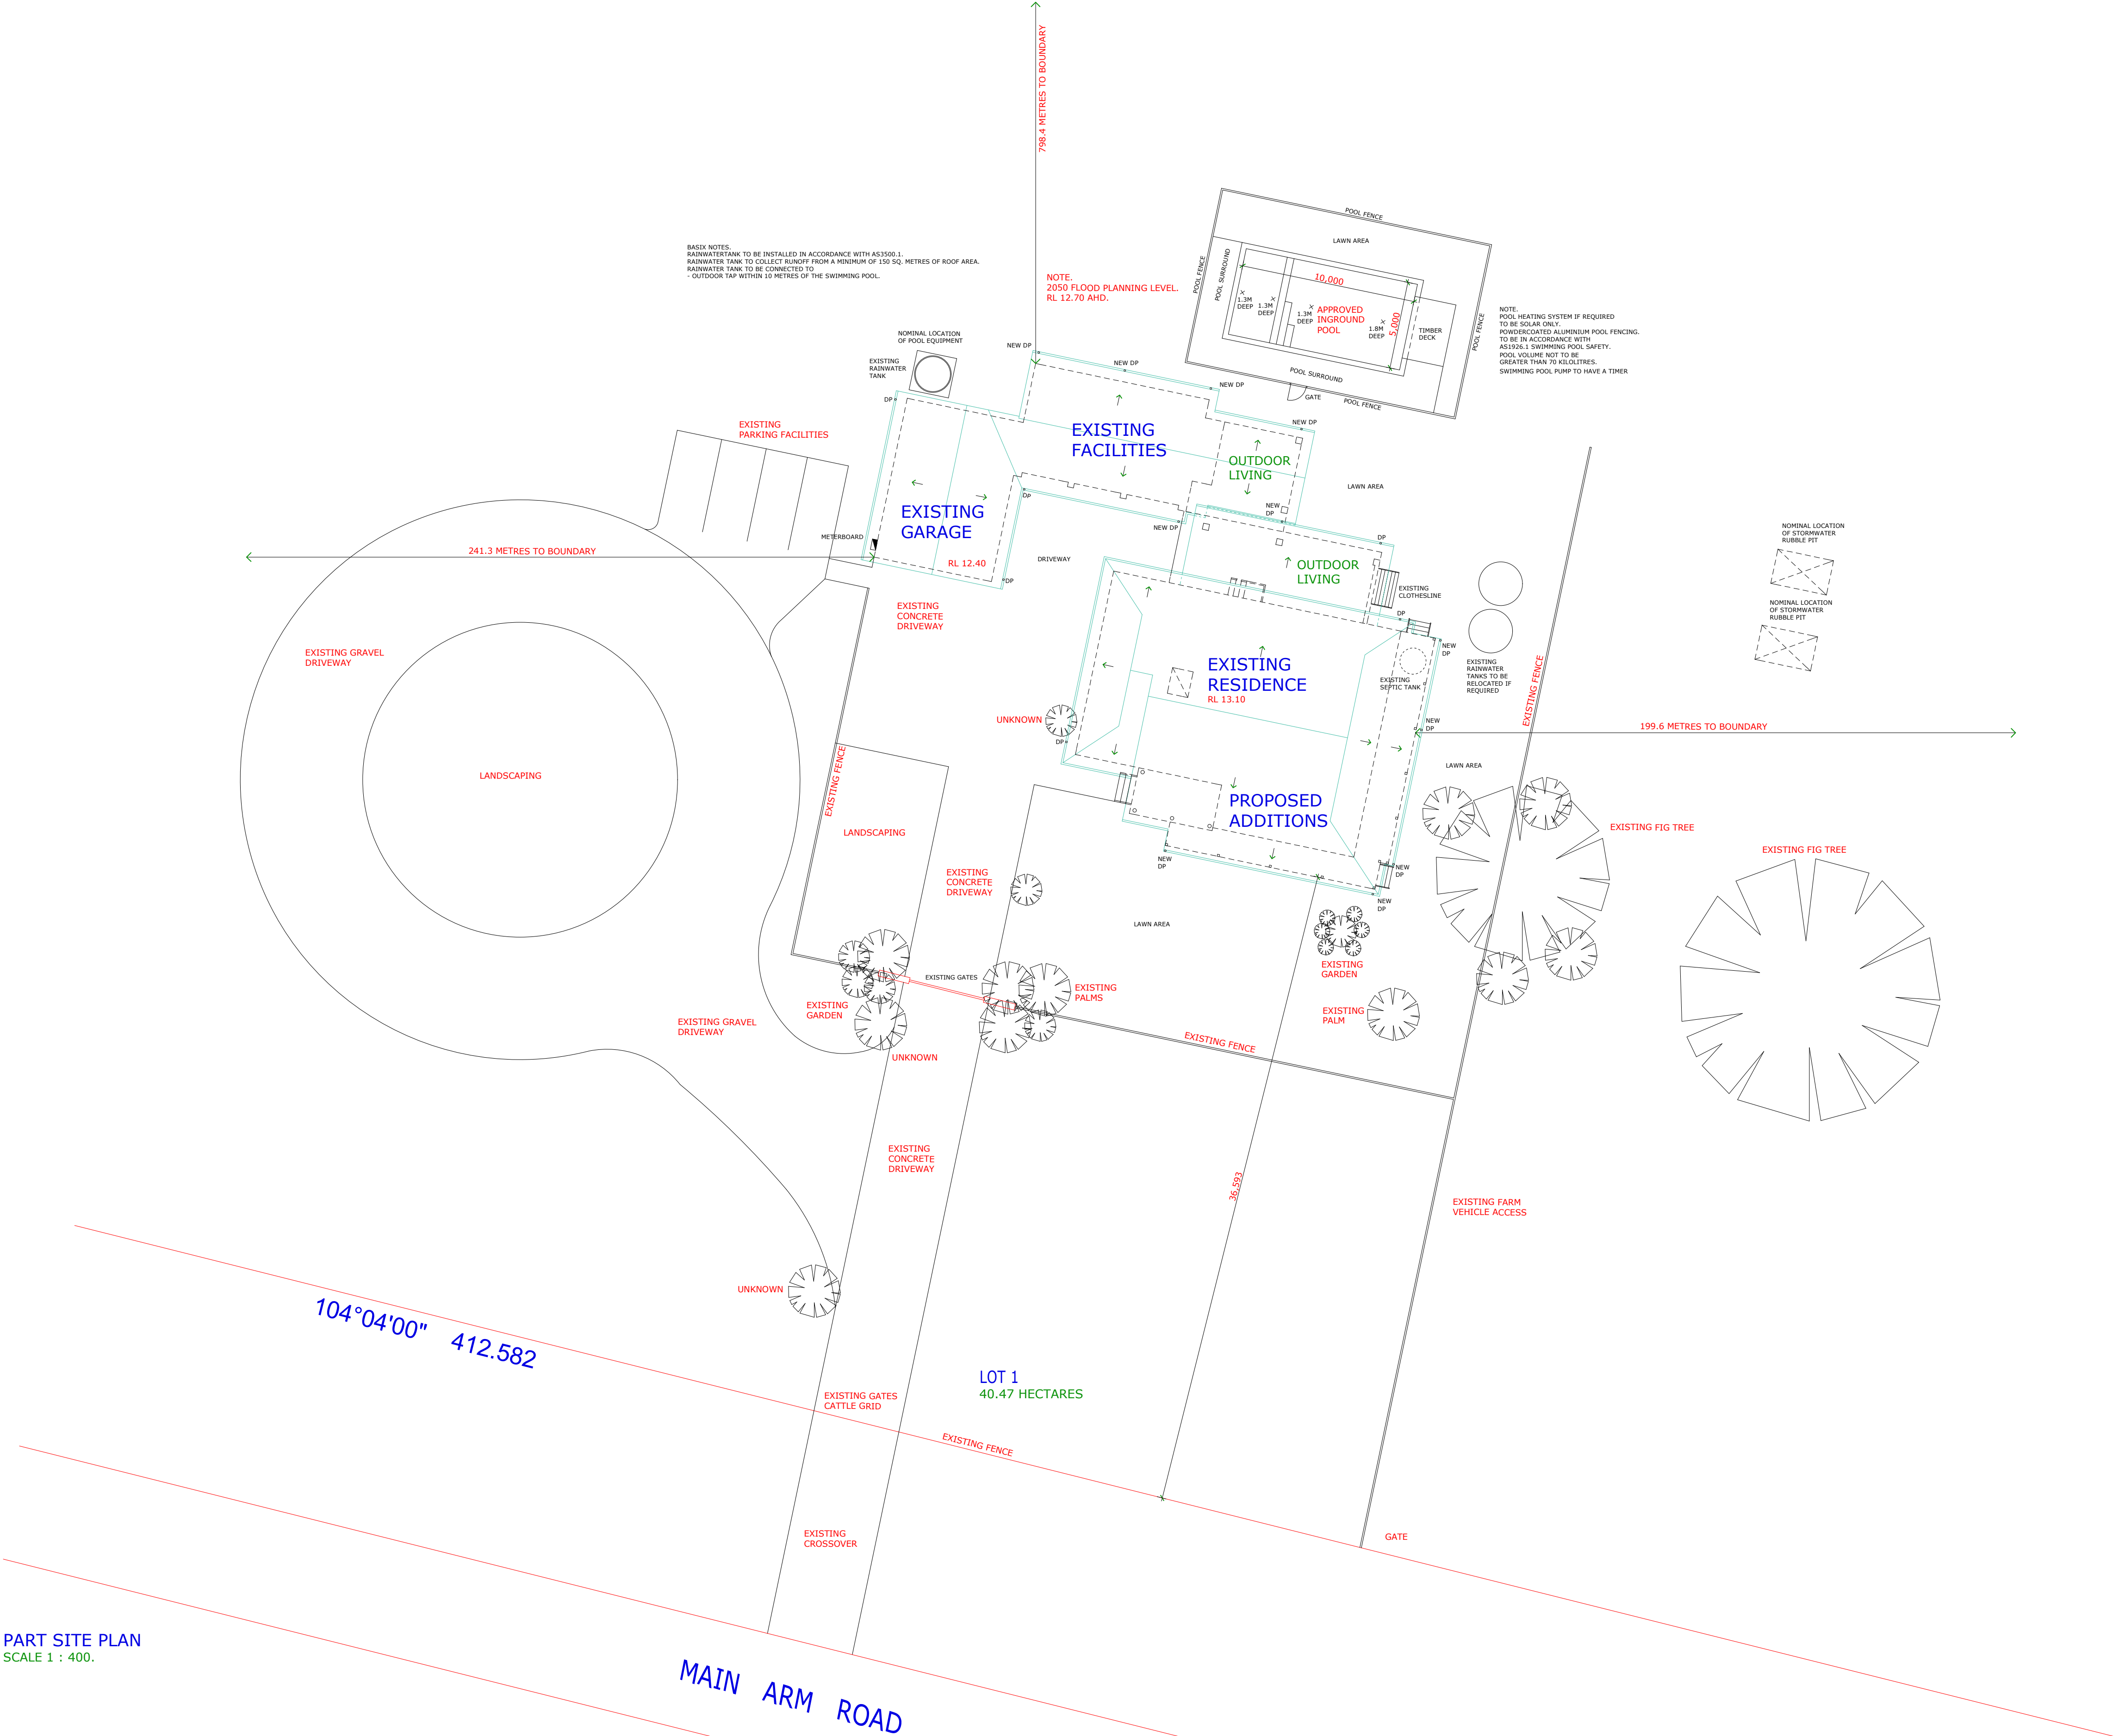 798.4 METRES TO BOUNDARY
BASIX NOTES.
RAINWATERTANK TO BE INSTALLED IN ACCORDANCE WITH AS3500.1.
RAINWATER TANK TO COLLECT RUNOFF FROM A MINIMUM OF 150 SQ. METRES OF ROOF AREA.
RAINWATER TANK TO BE CONNECTED TO
- OUTDOOR TAP WITHIN 10 METRES OF THE SWIMMING POOL.
NOTE.
2050 FLOOD PLANNING LEVEL.
RL 12.70 AHD.
POOL FENCE
LAWN AREA
POOL FENCE
POOL SURROUND
10,000
1.3M
DEEP
1.3M
DEEP
1.3M
DEEP
APPROVED
INGROUND
POOL
1.8M
DEEP
5,000
TIMBER
DECK
POOL FENCE
POOL SURROUND
GATE
POOL FENCE
NOTE.
POOL HEATING SYSTEM IF REQUIRED
TO BE SOLAR ONLY.
POWDERCOATED ALUMINIUM POOL FENCING.
TO BE IN ACCORDANCE WITH
AS1926.1 SWIMMING POOL SAFETY.
POOL VOLUME NOT TO BE
GREATER THAN 70 KILOLITRES.
SWIMMING POOL PUMP TO HAVE A TIMER
NOMINAL LOCATION
OF POOL EQUIPMENT
EXISTING
RAINWATER
TANK
NEW DP
NEW DP
NEW DP
NEW DP
DP
EXISTING
PARKING FACILITIES
EXISTING
FACILITIES
OUTDOOR
LIVING
LAWN AREA
EXISTING
GARAGE
DP
NEW DP
NEW
DP
METERBOARD
241.3 METRES TO BOUNDARY
RL 12.40
DRIVEWAY
DP
DP
OUTDOOR
LIVING
EXISTING
CLOTHESLINE
NOMINAL LOCATION
OF STORMWATER
RUBBLE PIT
NOMINAL LOCATION
OF STORMWATER
RUBBLE PIT
EXISTING
CONCRETE
DRIVEWAY
DP
NEW
DP
EXISTING GRAVEL
DRIVEWAY
EXISTING
RESIDENCE
RL 13.10
EXISTING
SEPTIC TANK
EXISTING
RAINWATER
TANKS TO BE
RELOCATED IF
REQUIRED
EXISTING FENCE
UNKNOWN
DP
NEW
DP
199.6 METRES TO BOUNDARY
LAWN AREA
LANDSCAPING
EXISTING FENCE
LANDSCAPING
PROPOSED
ADDITIONS
EXISTING FIG TREE
EXISTING FIG TREE
NEW
DP
NEW
DP
NEW
DP
EXISTING
CONCRETE
DRIVEWAY
LAWN AREA
EXISTING
GARDEN
EXISTING GATES
EXISTING
PALMS
EXISTING
GARDEN
EXISTING
PALM
EXISTING GRAVEL
DRIVEWAY
UNKNOWN
EXISTING FENCE
EXISTING
CONCRETE
DRIVEWAY
36,593
EXISTING FARM
VEHICLE ACCESS
UNKNOWN
104°04'00" 412.582
LOT 1
40.47 HECTARES
EXISTING GATES
CATTLE GRID
EXISTING FENCE
EXISTING
CROSSOVER
GATE
PART SITE PLAN
SCALE 1 : 400.
MAIN ARM ROAD